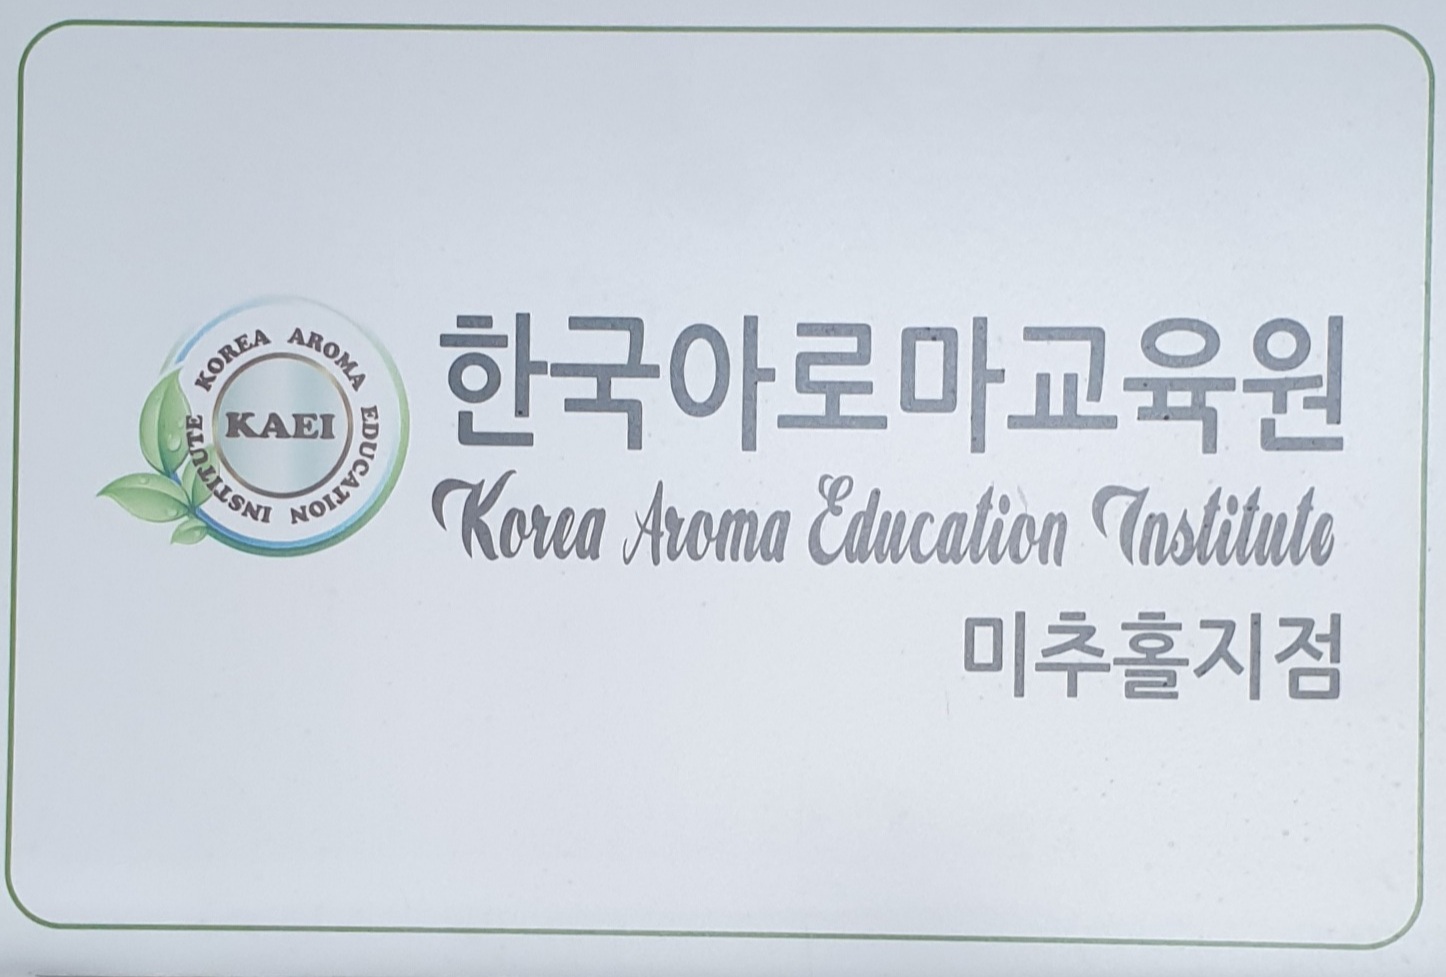 KOREA AROMA EDUCATION INSTITUTE
KAEI
한국아로마교육원
Korea Aroma Education Institute
미추홀지점